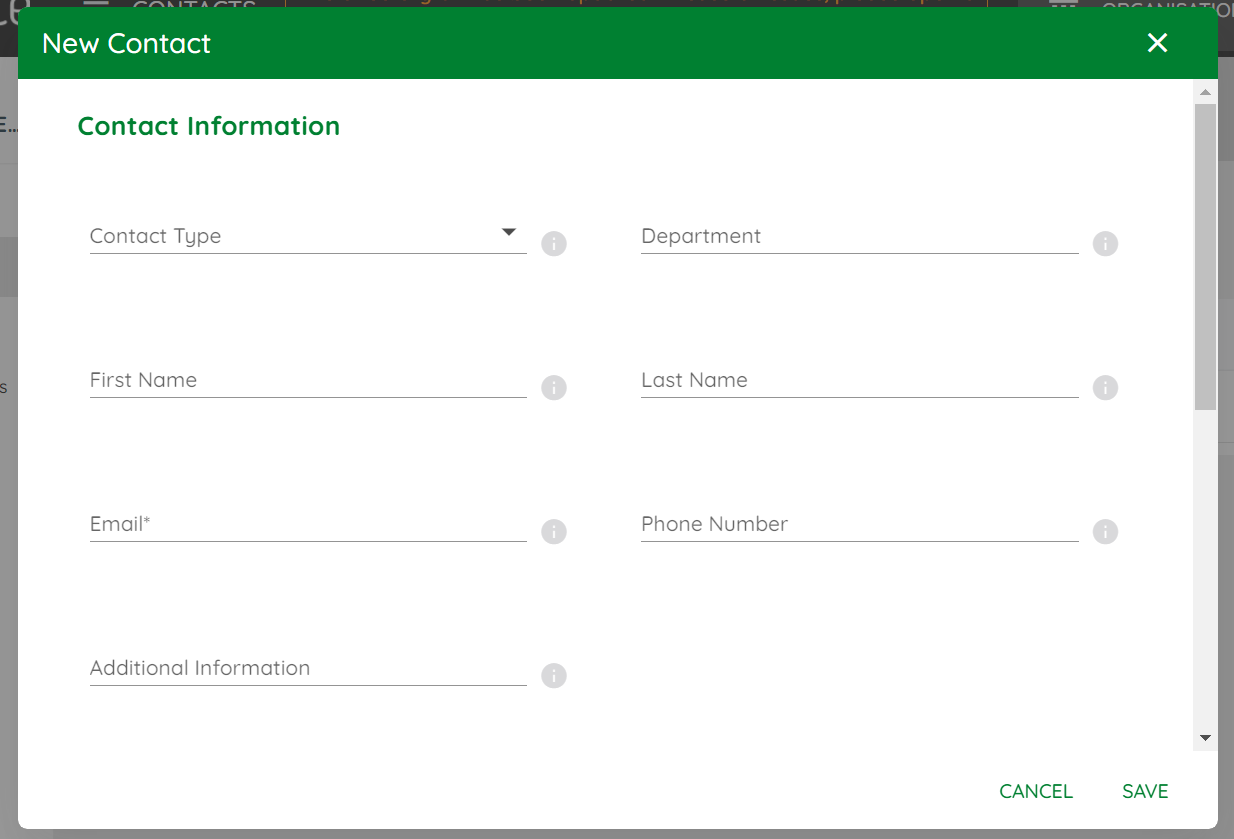 CONTACTS
New Contact
Contact Information
Contact Type
Department
First Name
Last Name
Email*
Phone Number
Additional Information
CANCEL
SAVE